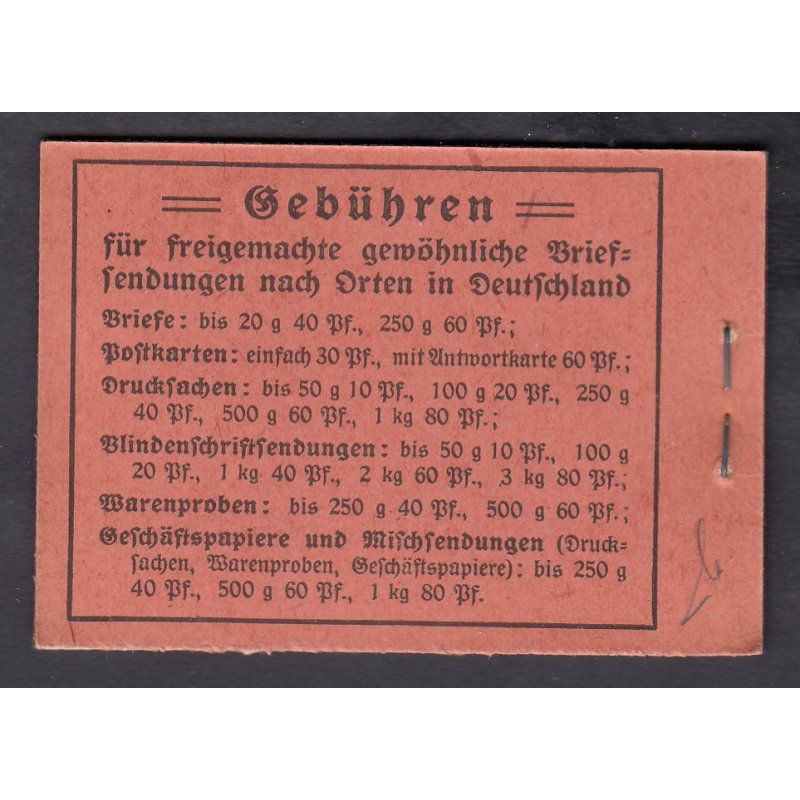 Gebühren
für freigemachte gewöhnliche Brief=
sendungen nach Orten in Deutschland
Briefe: bis 20 g 40 Pf., 250 g 60 Pf.;
Postkarten: einfach 30 Pf., mit Antwortkarte 60 Pf.;
Drucksachen: bis 50 g 10 Pf., 100 g 20 Pf., 250 g
40 Pf., 500 g 60 Pf., 1 kg 80 Pf.;
Blindenschriftsendungen: bis 50 g 10 Pf., 100 g
20 Pf., 1 kg 40 Pf., 2 kg 60 Pf., 3 kg 80 Pf.;
Warenproben: bis 250 g 40 Pf., 500 g 60 Pf.;
Geschäftspapiere und Mischsendungen (Druck=
sachen, Warenproben, Geschäftspapiere): bis 250 g
40 Pf., 500 g 60 Pf., 1 kg 80 Pf.